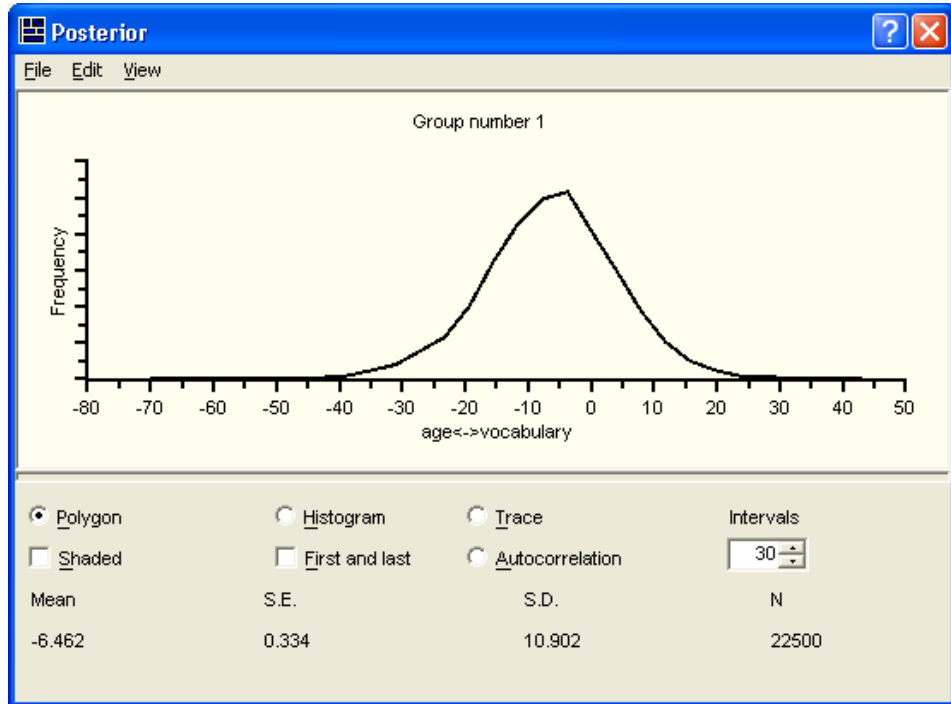 Posterior
File Edit View
Group number 1
Frequency
-80 -70 -60 -50 -40 -30 -20 -10 0 10 20 30 40 50
age<->vocabulary
Polygon Histogram Trace Intervals
Shaded First and last Autocorrelation 30
Mean S.E. S.D. N
-6.462 0.334 10.902 22500